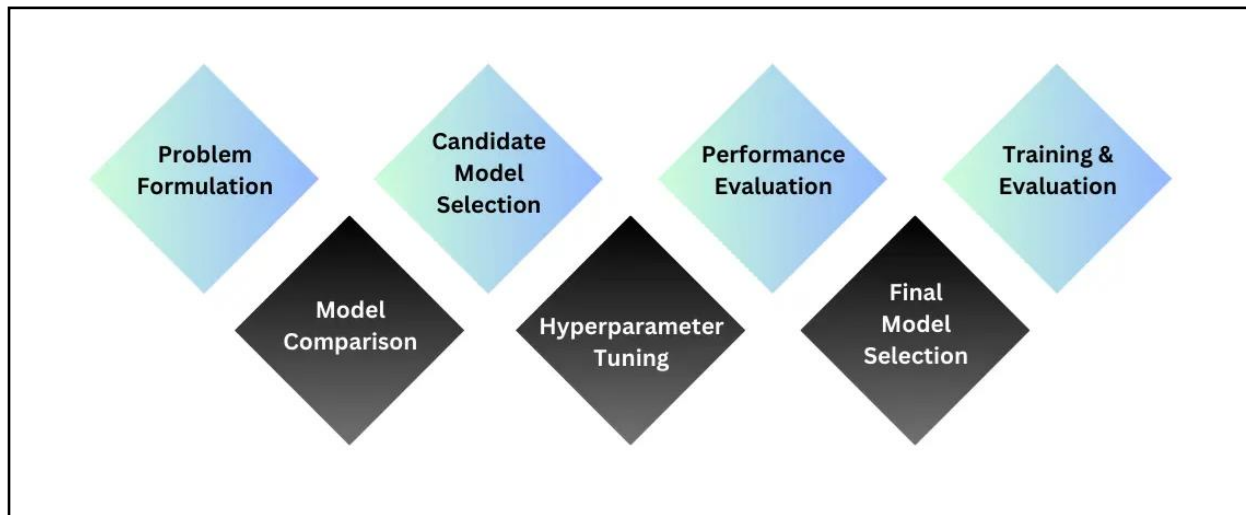 Problem
Formulation
Candidate
Model
Selection
Performance
Evaluation
Training &
Evaluation
Model
Comparison
Hyperparameter
Tuning
Final
Model
Selection